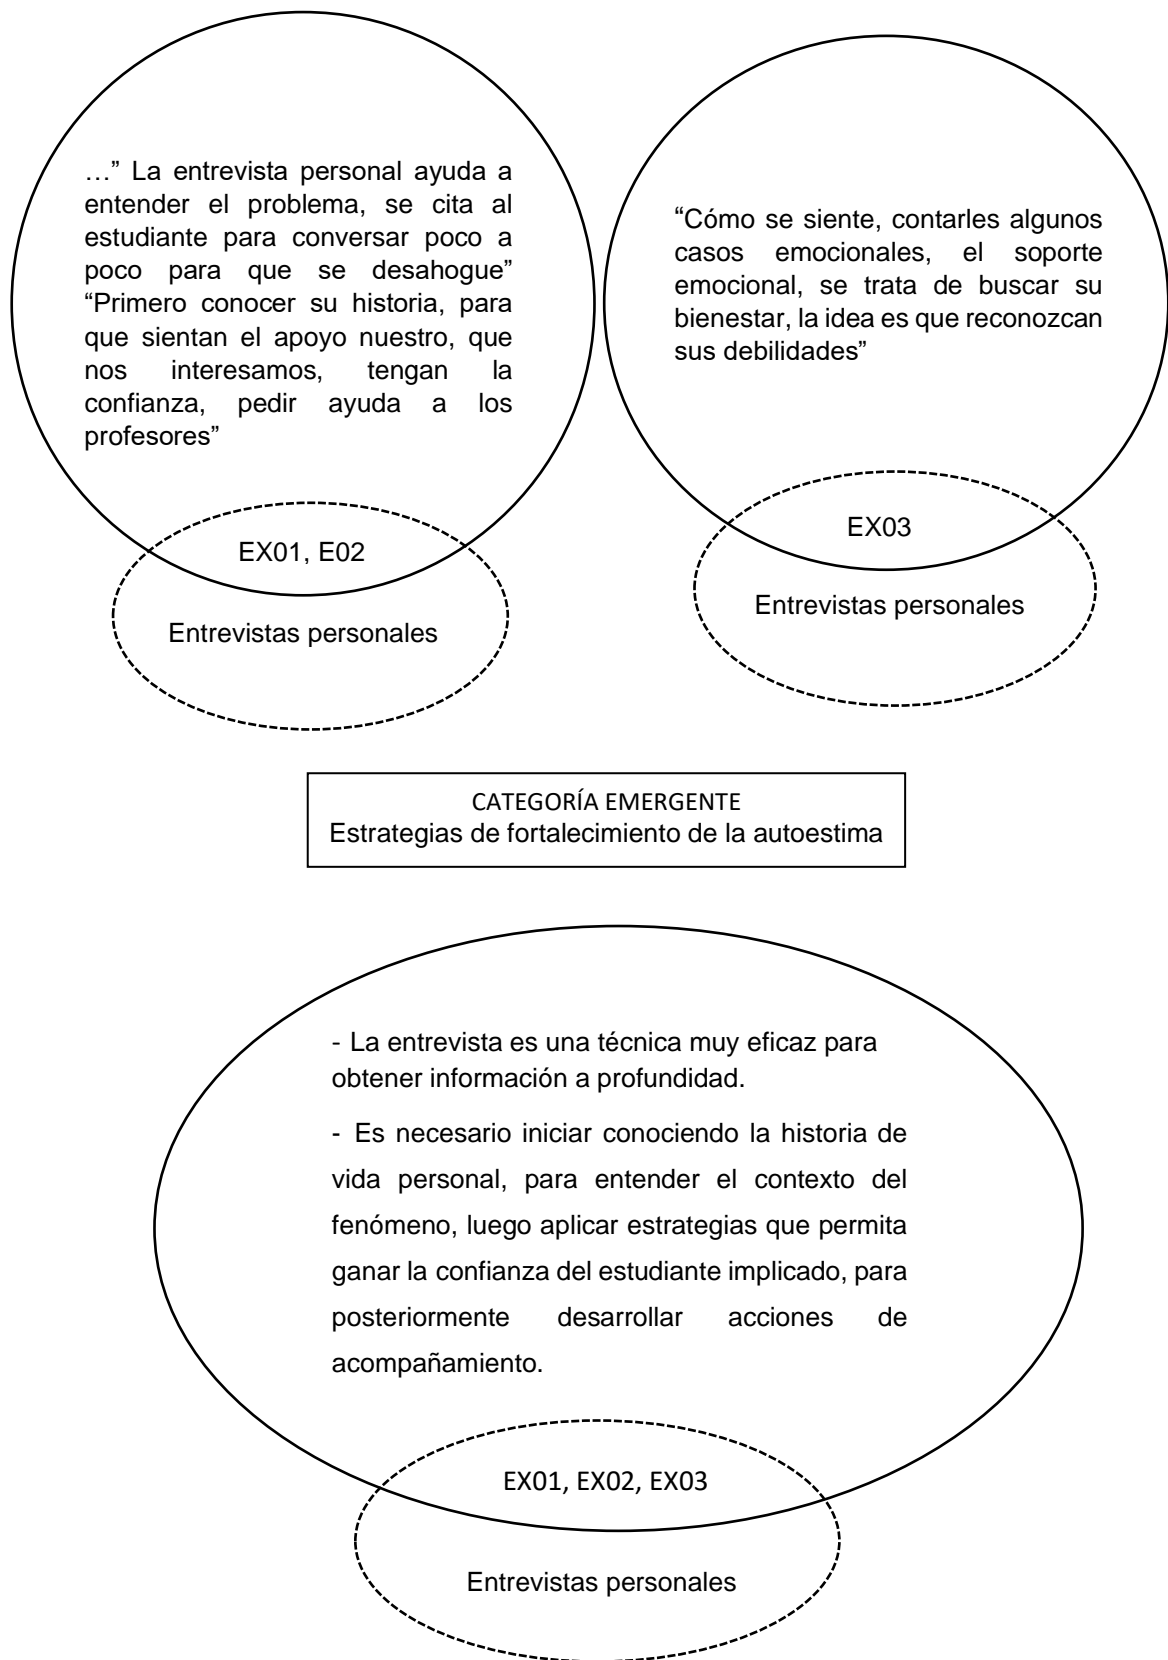 …” La entrevista personal ayuda a
entender el problema, se cita al
estudiante para conversar poco a
poco para que se desahogue”
“Primero conocer su historia, para
que sientan el apoyo nuestro, que
nos interesamos, tengan la
confianza, pedir ayuda a los
profesores”
EX01, E02
Entrevistas personales
“Cómo se siente, contarles algunos
casos emocionales, el soporte
emocional, se trata de buscar su
bienestar, la idea es que reconozcan
sus debilidades”
EX03
Entrevistas personales
CATEGORÍA EMERGENTE
Estrategias de fortalecimiento de la autoestima
- La entrevista es una técnica muy eficaz para
obtener información a profundidad.
- Es necesario iniciar conociendo la historia de
vida personal, para entender el contexto del
fenómeno, luego aplicar estrategias que permita
ganar la confianza del estudiante implicado, para
posteriormente desarrollar acciones de
acompañamiento.
EX01, EX02, EX03
Entrevistas personales